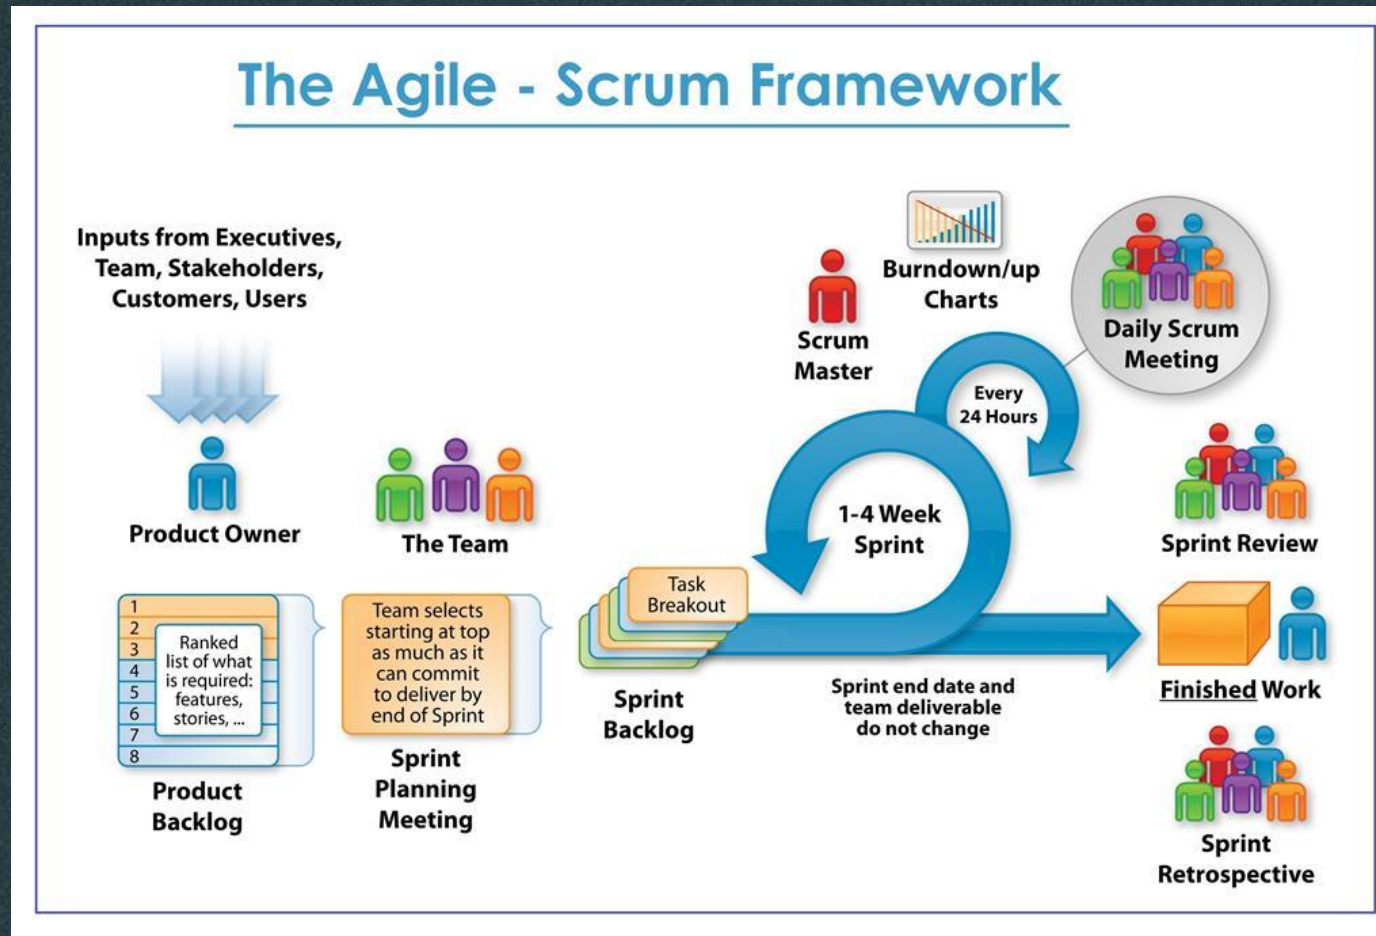 The Agile - Scrum Framework
Inputs from Executives,
Team, Stakeholders,
Customers, Users
Product Owner
The Team
1
2
3
4
5
6
7
8
Ranked
list of what
is required:
features,
stories, ...
Product
Backlog
Team selects
starting at top
as much as it
can commit
to deliver by
end of Sprint
Sprint
Planning
Meeting
Task
Breakout
Sprint
Backlog
Scrum
Master
Burndown/up
Charts
Every
24 Hours
Daily Scrum
Meeting
1-4 Week
Sprint
Sprint end date and
team deliverable
do not change
Sprint Review
Finished Work
Sprint
Retrospective